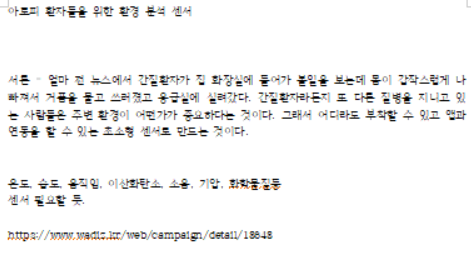 아토피 환자들을 위한 환경 분석 센서
서론 - 얼마 전 뉴스에서 간질환자가 집 화장실에 들어가 볼일을 보는데 몸이 갑작스럽게 나
빠져서 거품을 물고 쓰러졌고 응급실에 실려갔다. 간질환자라든지 또 다른 질병을 지니고 있
는 사람들은 주변 환경이 어떤가가 중요하다는 것이다. 그래서 어디라도 부착할 수 있고 앱과
연동을 할 수 있는 초소형 센서로 만드는 것이다.
온도, 습도, 움직임, 이산화탄소, 소음, 기압, 화학물질등
센서 필요할 듯.
https://www.wadiz.kr/web/campaign/detail/18648